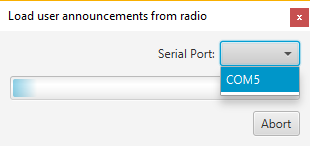 Load user announcements from radio
x
Serial Port:
COM5
Abort